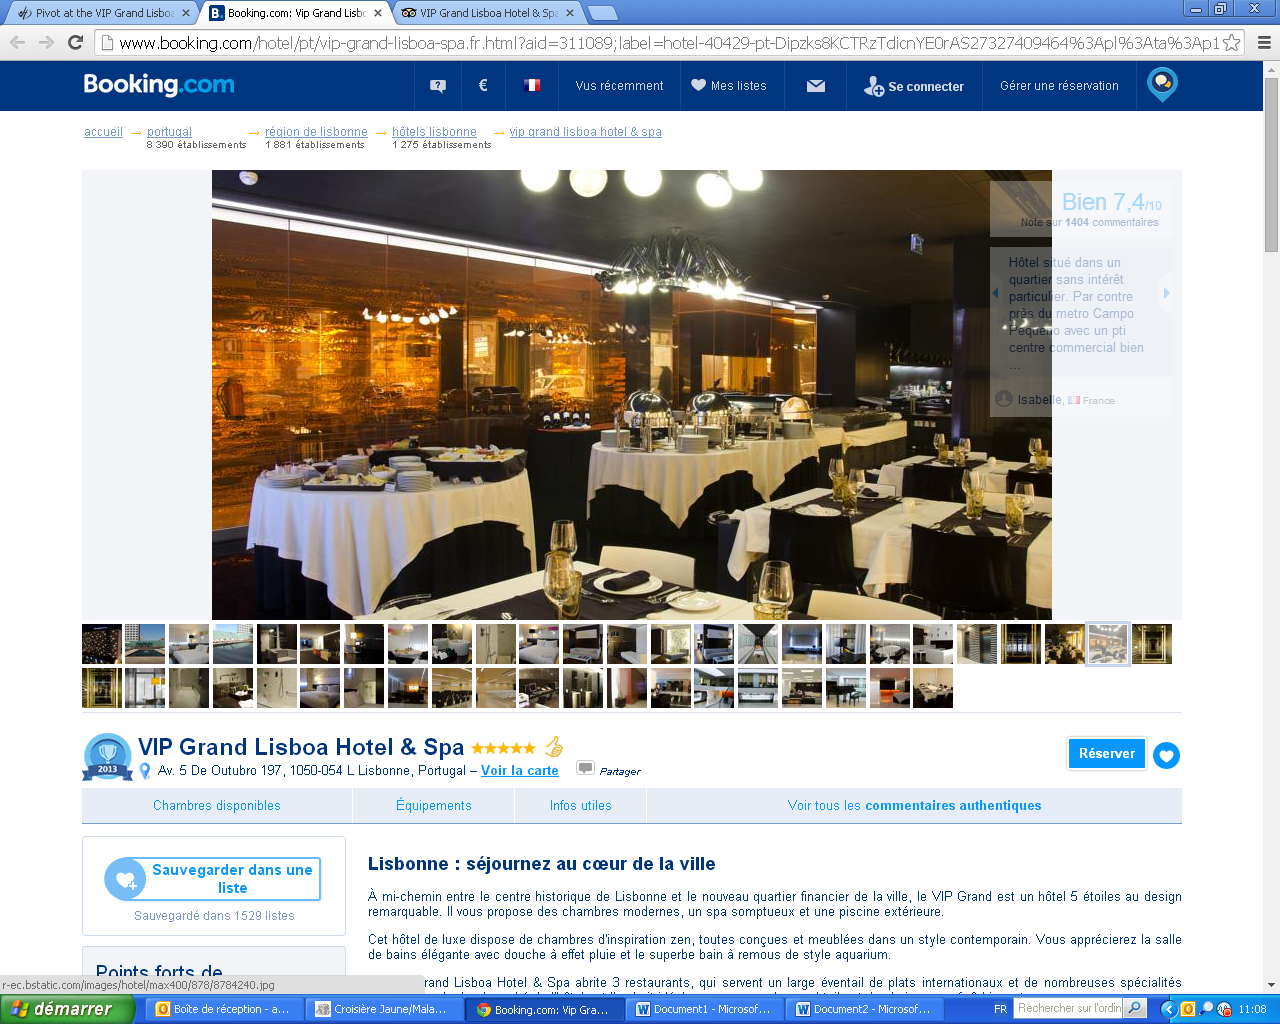 Pivot at the VIP Grand Lisboa
Booking.com: Vip Grand Lisb
VIP Grand Lisboa Hotel & Spa
www.booking.com/hotel/pt/vip-grand-lisboa-spa.fr.html?aid=311089;label=hotel-40429-pt-Dipzks8KCTRzTdicnYE0rAS27327409464%3Apl%3Ata%3Ap1
Booking.com
€
Vus récemment
Mes listes
Se connecter
Gérer une réservation
accueil → portugal → région de lisbonne → hôtels lisbonne → vip grand lisboa hotel & spa
8 390 établissements 1 881 établissements 1 275 établissements
Bien 7,4/10
Note sur 1404 commentaires
Hôtel situé dans un
quartier sans intérêt
particulier. Par contre
près du metro Campo
Pequeno avec un pti
centre commercial bien
...
Isabelle, France
2013
VIP Grand Lisboa Hotel & Spa
Réserver
Av. 5 De Outubro 197, 1050-054 L Lisbonne, Portugal – Voir la carte
Partager
Chambres disponibles
Équipements
Infos utiles
Voir tous les commentaires authentiques
Sauvegarder dans une
liste
Sauvegardé dans 1529 listes
Points forts de
Lisbonne : séjournez au cœur de la ville
À mi-chemin entre le centre historique de Lisbonne et le nouveau quartier financier de la ville, le VIP Grand est un hôtel 5 étoiles au design
remarquable. Il vous propose des chambres modernes, un spa somptueux et une piscine extérieure.
Cet hôtel de luxe dispose de chambres d'inspiration zen, toutes conçues et meublées dans un style contemporain. Vous apprécierez la salle
de bains élégante avec douche à effet pluie et le superbe bain à remous de style aquarium.
rand Lisboa Hotel & Spa abrite 3 restaurants, qui servent un large éventail de plats internationaux et de nombreuses spécialités
r-ec.bstatic.com/images/hotel/max400/878/8784240.jpg
démarrer
Boîte de réception - a...
Croisière Jaune/Mala...
Booking.com: Vip Gra...
Document1 - Microsof...
Document2 - Microsof...
FR
Rechercher sur l'ordin
11:08